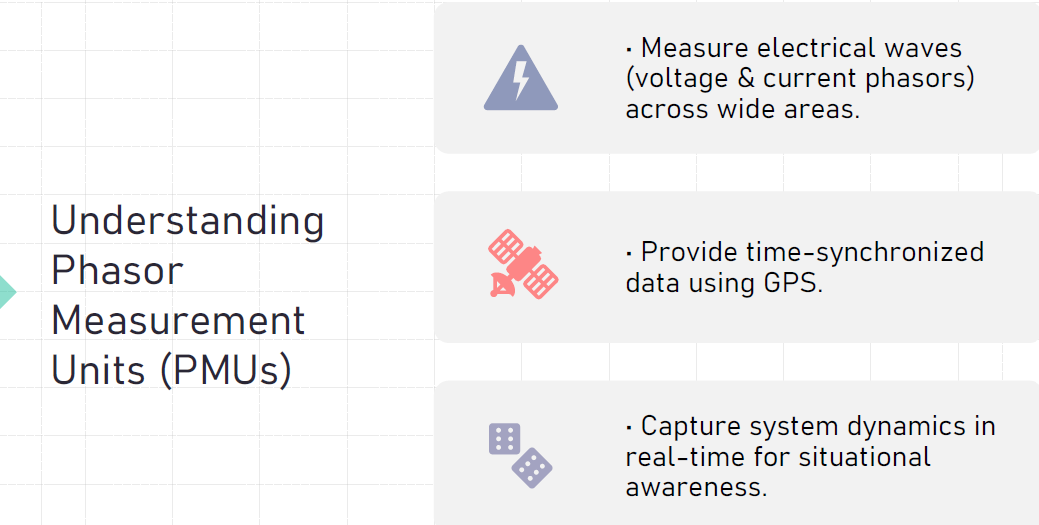 Understanding
Phasor
Measurement
Units (PMUs)
· Measure electrical waves
(voltage & current phasors)
across wide areas.
· Provide time-synchronized
data using GPS.
· Capture system dynamics in
real-time for situational
awareness.